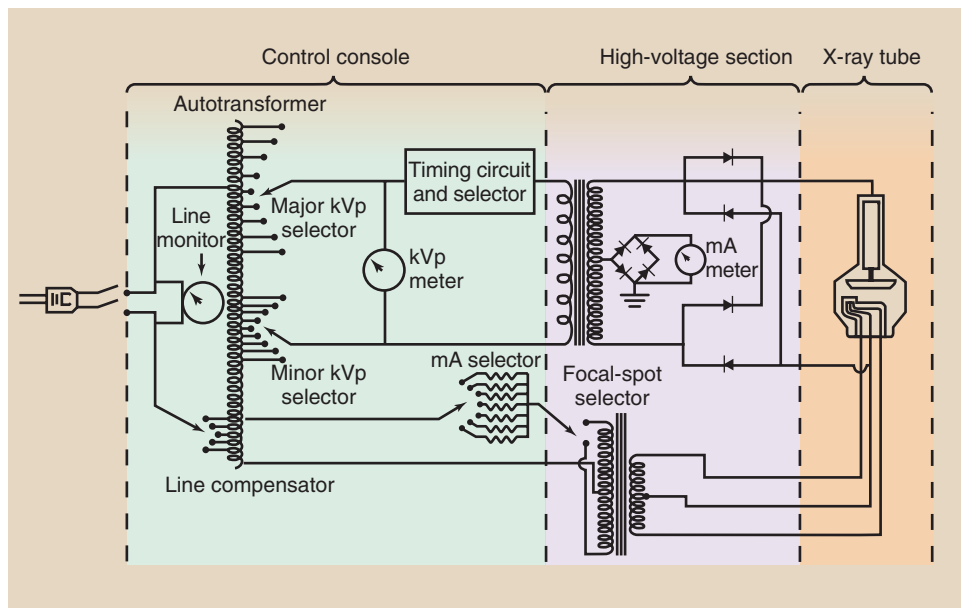 Control console
High-voltage section
X-ray tube
Autotransformer
Timing circuit
and selector
Major kVp
selector
Line
monitor
kVp
meter
mA
meter
Minor kVp
selector
mA selector
Focal-spot
selector
Line compensator